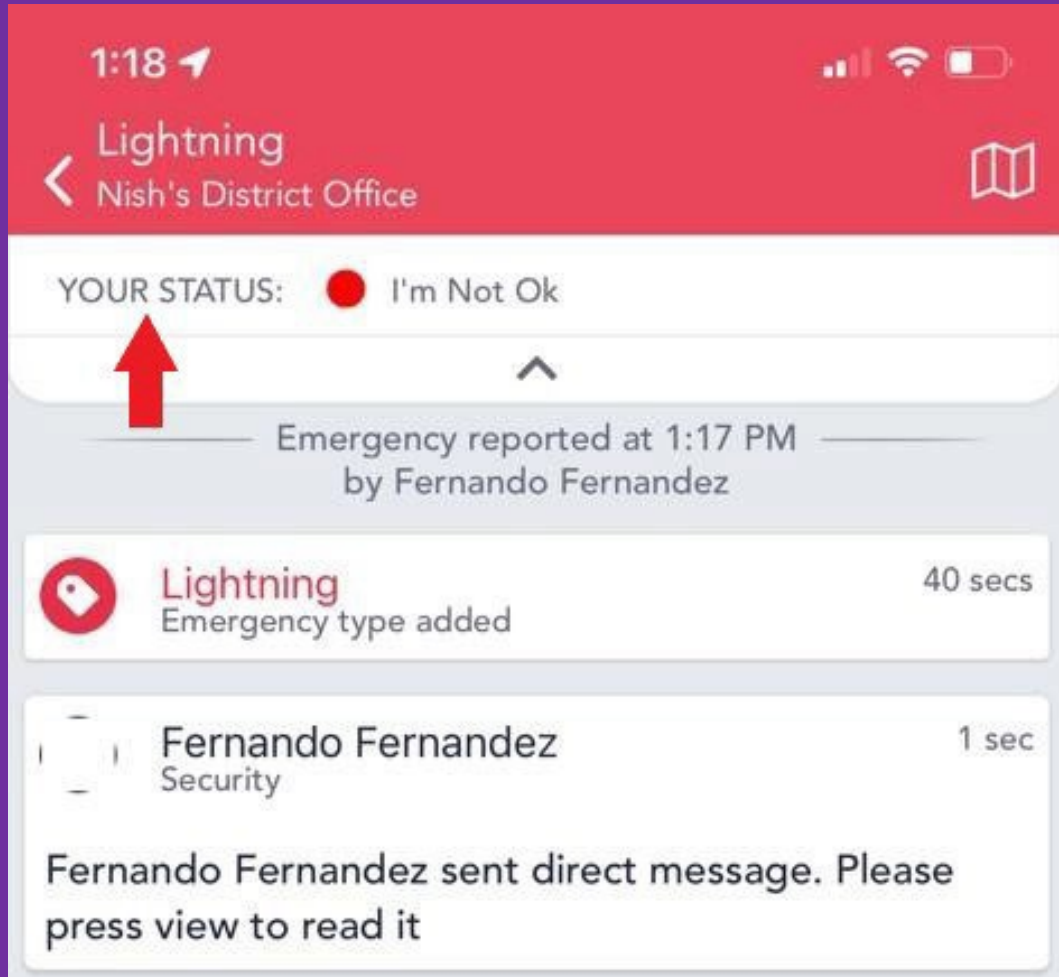 1:18
Lightning
Nish's District Office
YOUR STATUS: I'm Not Ok
Emergency reported at 1:17 PM
by Fernando Fernandez
Lightning 40 secs
Emergency type added
Fernando Fernandez 1 sec
Security
Fernando Fernandez sent direct message. Please
press view to read it